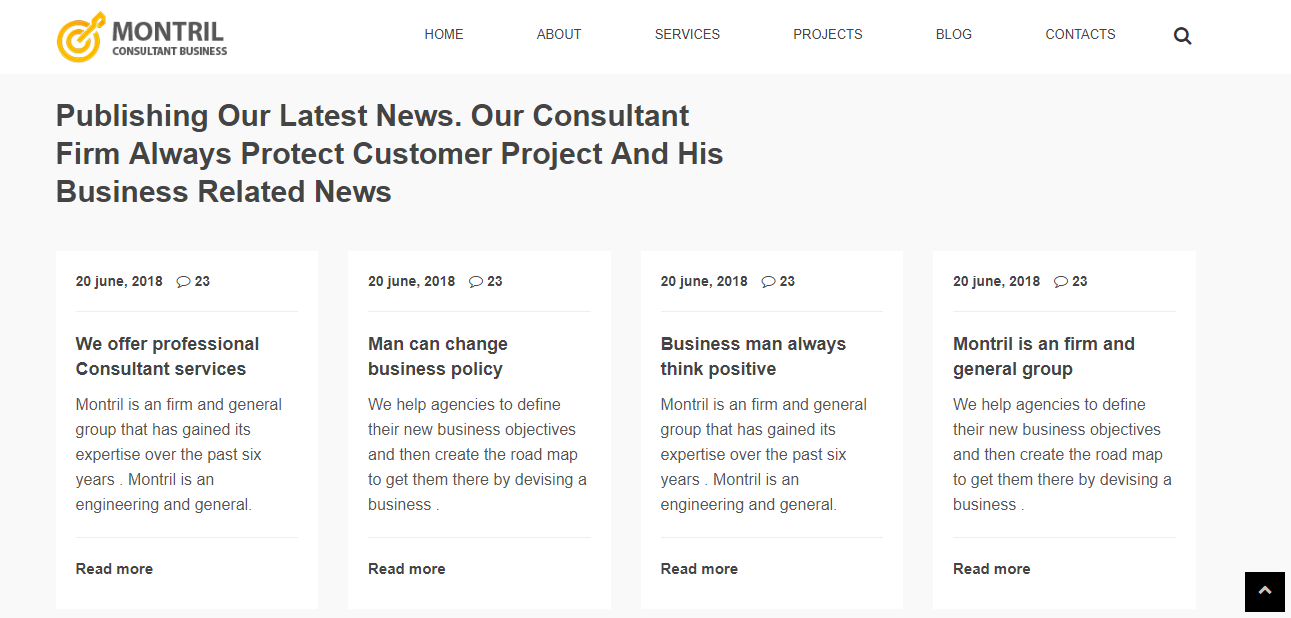 MONTRIL
CONSULTANT BUSINESS
HOME ABOUT SERVICES PROJECTS BLOG CONTACTS
Publishing Our Latest News. Our Consultant
Firm Always Protect Customer Project And His
Business Related News
20 june, 2018 23
We offer professional
Consultant services
Montril is an firm and general
group that has gained its
expertise over the past six
years . Montril is an
engineering and general.
Read more
20 june, 2018 23
Man can change
business policy
We help agencies to define
their new business objectives
and then create the road map
to get them there by devising a
business .
Read more
20 june, 2018 23
Business man always
think positive
Montril is an firm and general
group that has gained its
expertise over the past six
years . Montril is an
engineering and general.
Read more
20 june, 2018 23
Montril is an firm and
general group
We help agencies to define
their new business objectives
and then create the road map
to get them there by devising a
business .
Read more